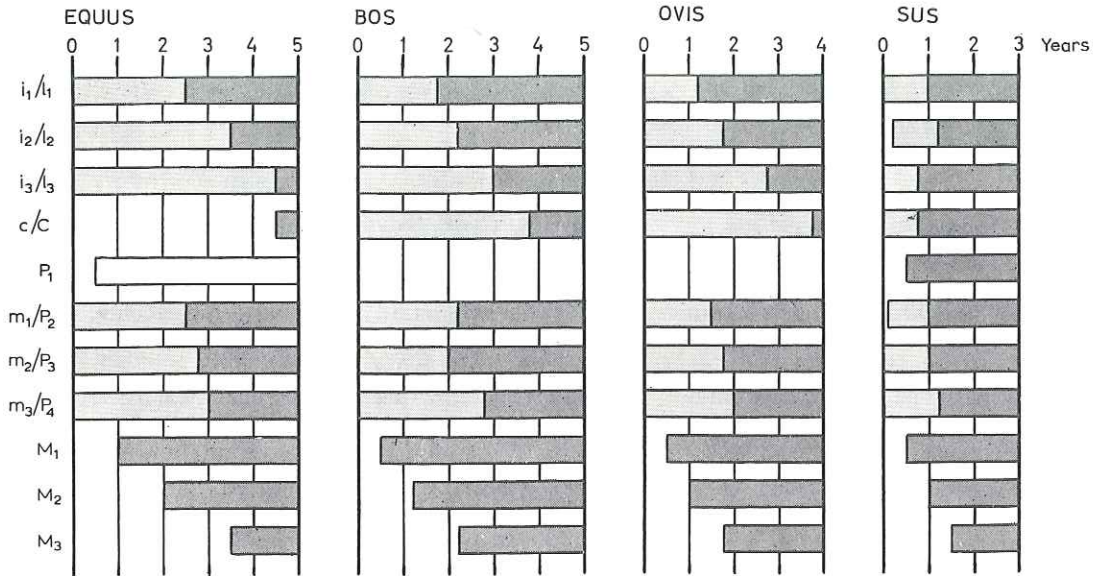 EQUUS BOS OVIS SUS
0 1 2 3 4 5 0 1 2 3 4 5 0 1 2 3 4 0 1 2 3 Years
i₁/I₁
i₂/I₂
i₃/I₃
c/C
P₁
m₁/P₂
m₂/P₃
m₃/P₄
M₁
M₂
M₃